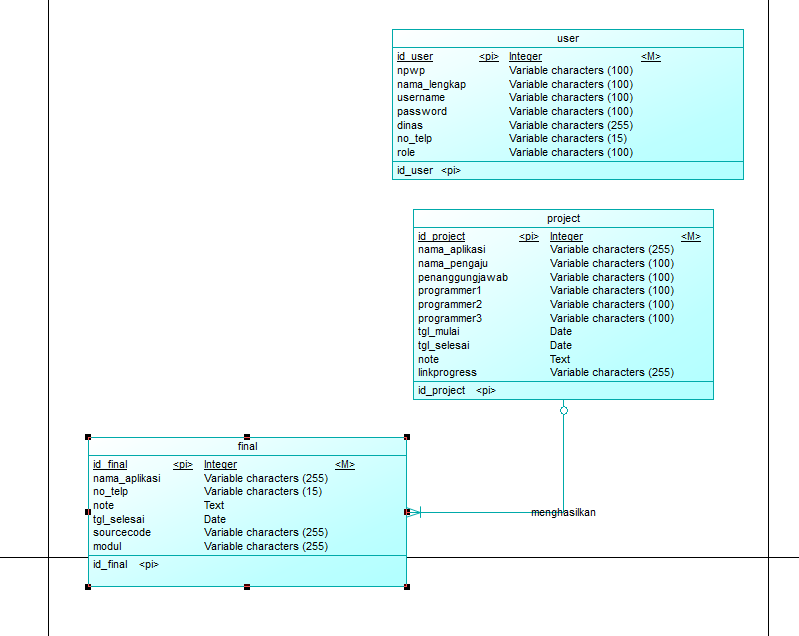 user
id_user <pi> Integer <M>
npwp Variable characters (100)
nama_lengkap Variable characters (100)
username Variable characters (100)
password Variable characters (100)
dinas Variable characters (255)
no_telp Variable characters (15)
role Variable characters (100)
id_user <pi>
project
id_project <pi> Integer <M>
nama_aplikasi Variable characters (255)
nama_pengaju Variable characters (100)
penanggungjawab Variable characters (100)
programmer1 Variable characters (100)
programmer2 Variable characters (100)
programmer3 Variable characters (100)
tgl_mulai Date
tgl_selesai Date
note Text
linkprogress Variable characters (255)
id_project <pi>
final
id_final <pi> Integer <M>
nama_aplikasi Variable characters (255)
no_telp Variable characters (15)
note Text
tgl_selesai Date
sourcecode Variable characters (255)
modul Variable characters (255)
id_final <pi>
menghasilkan